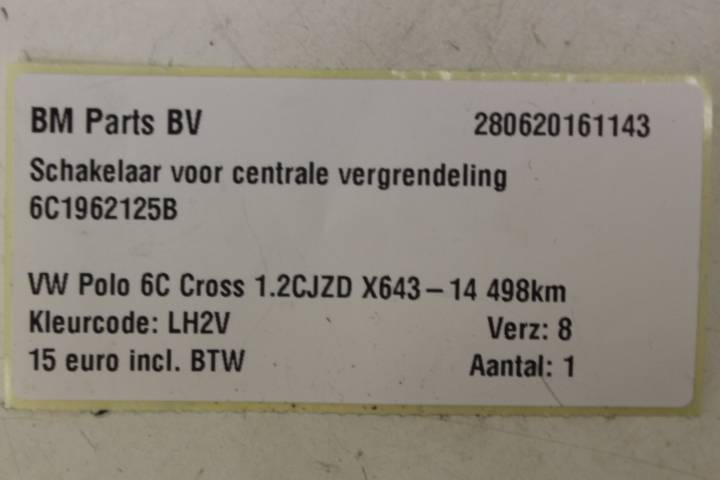 BM Parts BV 280620161143
Schakelaar voor centrale vergrendeling
6C1962125B
VW Polo 6C Cross 1.2CJZD X643-14 498km
Kleurcode: LH2V Verz: 8
15 euro incl. BTW Aantal: 1